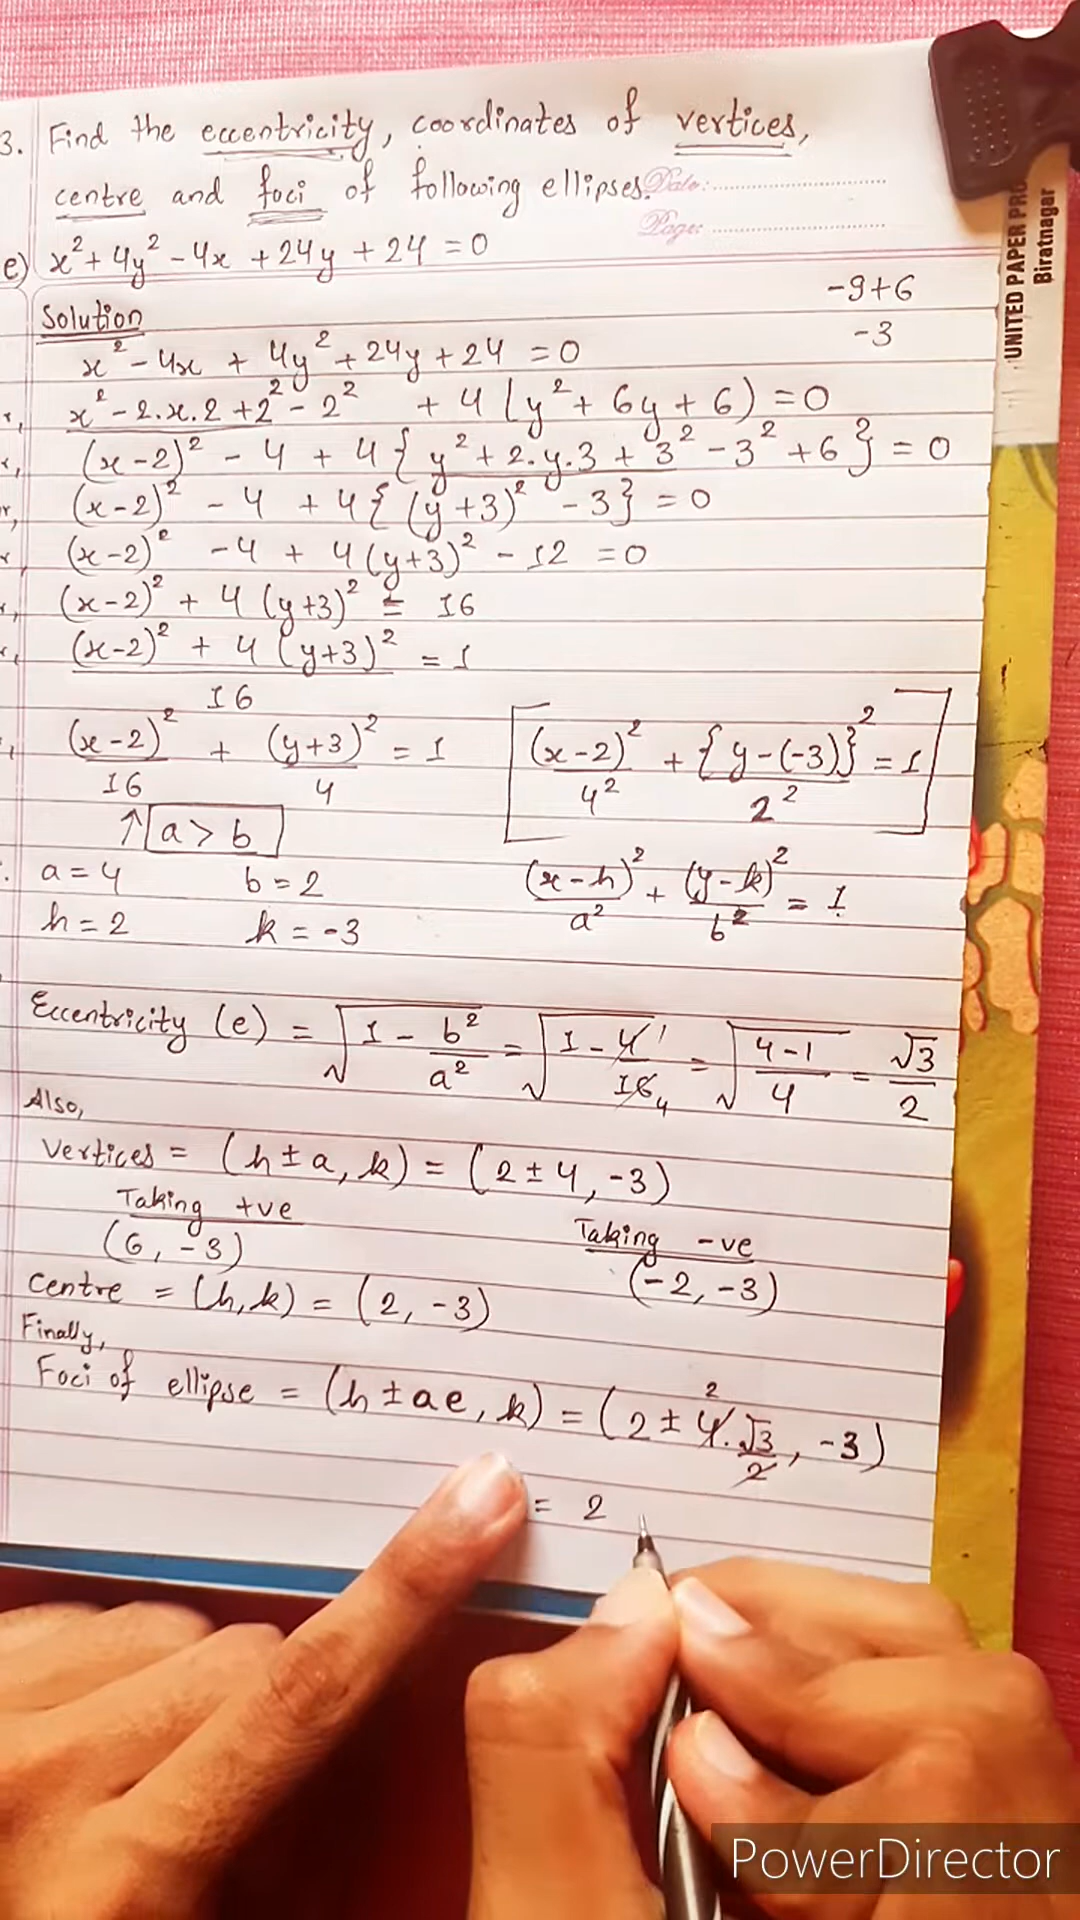 3. Find the eccentricity, coordinates of vertices,
centre and foci of following ellipses.
Date:
Page:
e) x² + 4y² - 4x + 24y + 24 = 0
Solution
-9+6
-3
x² - 4x + 4y² + 24y + 24 = 0
x² - 2.x.2 + 2² - 2² + 4 (y² + 6y + 6) = 0
(x-2)² - 4 + 4 { y² + 2.y.3 + 3² - 3² + 6 } = 0
(x-2)² - 4 + 4 { (y+3)² - 3 } = 0
(x-2)² - 4 + 4 (y+3)² - 12 = 0
(x-2)² + 4 (y+3)² = 16
(x-2)² + 4 (y+3)² / 16 = 1
(x-2)² / 16 + (y+3)² / 4 = 1
[ (x-2)² / 4² + {y-(-3)}² / 2² = 1 ]
↑ a > b
a = 4 b = 2
(x-h)² / a² + (y-k)² / b² = 1
h = 2 k = -3
Eccentricity (e) = √(1 - b²/a²) = √(1 - 4 1/16 4) = √((4-1)/4) = √3/2
Also,
Vertices = (h ± a, k) = (2 ± 4, -3)
Taking +ve Taking -ve
(6, -3) (-2, -3)
Centre = (h, k) = (2, -3)
Finally,
Foci of ellipse = (h ± ae, k) = (2 ± 4 2 . √3/2, -3)
= 2
UNITED PAPER PRO
Biratnagar
PowerDirector